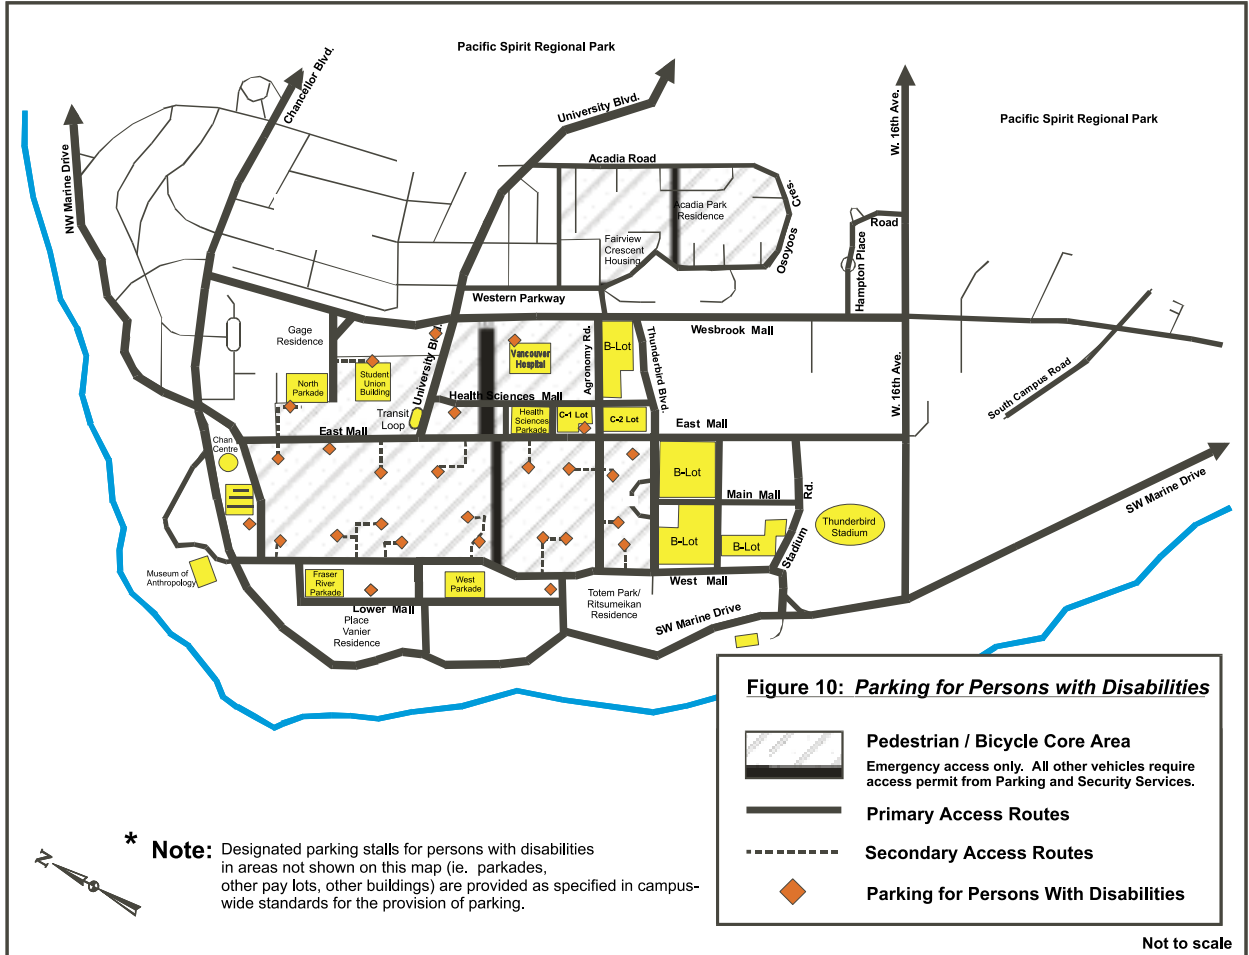 Pacific Spirit Regional Park
Chancellor Blvd.
University Blvd.
W. 16th Ave.
Pacific Spirit Regional Park
NW Marine Drive
Acadia Road
Acadia Park
Residence
Cres.
Osoyoos
Fairview
Crescent
Housing
Road
Hampton Place
Western Parkway
Wesbrook Mall
Gage
Residence
University Blvd.
Vancouver
Hospital
Agronomy Rd.
B-Lot
Thunderbird Blvd.
W. 16th Ave.
South Campus Road
North
Parkade
Student
Union
Building
Health Sciences Mall
Transit
Loop
Health
Sciences
Parkade
C-1 Lot
C-2 Lot
East Mall
East Mall
Chan
Centre
B-Lot
Main Mall
Rd.
Stadium
SW Marine Drive
Thunderbird
Stadium
B-Lot
B-Lot
Museum of
Anthropology
Fraser
River
Parkade
West
Parkade
West Mall
Lower Mall
Place
Vanier
Residence
Totem Park/
Ritsumeikan
Residence
SW Marine Drive
Figure 10: Parking for Persons with Disabilities
Pedestrian / Bicycle Core Area
Emergency access only. All other vehicles require
access permit from Parking and Security Services.
Primary Access Routes
Secondary Access Routes
Parking for Persons With Disabilities
N
* Note: Designated parking stalls for persons with disabilities
in areas not shown on this map (ie. parkades,
other pay lots, other buildings) are provided as specified in campus-
wide standards for the provision of parking.
Not to scale